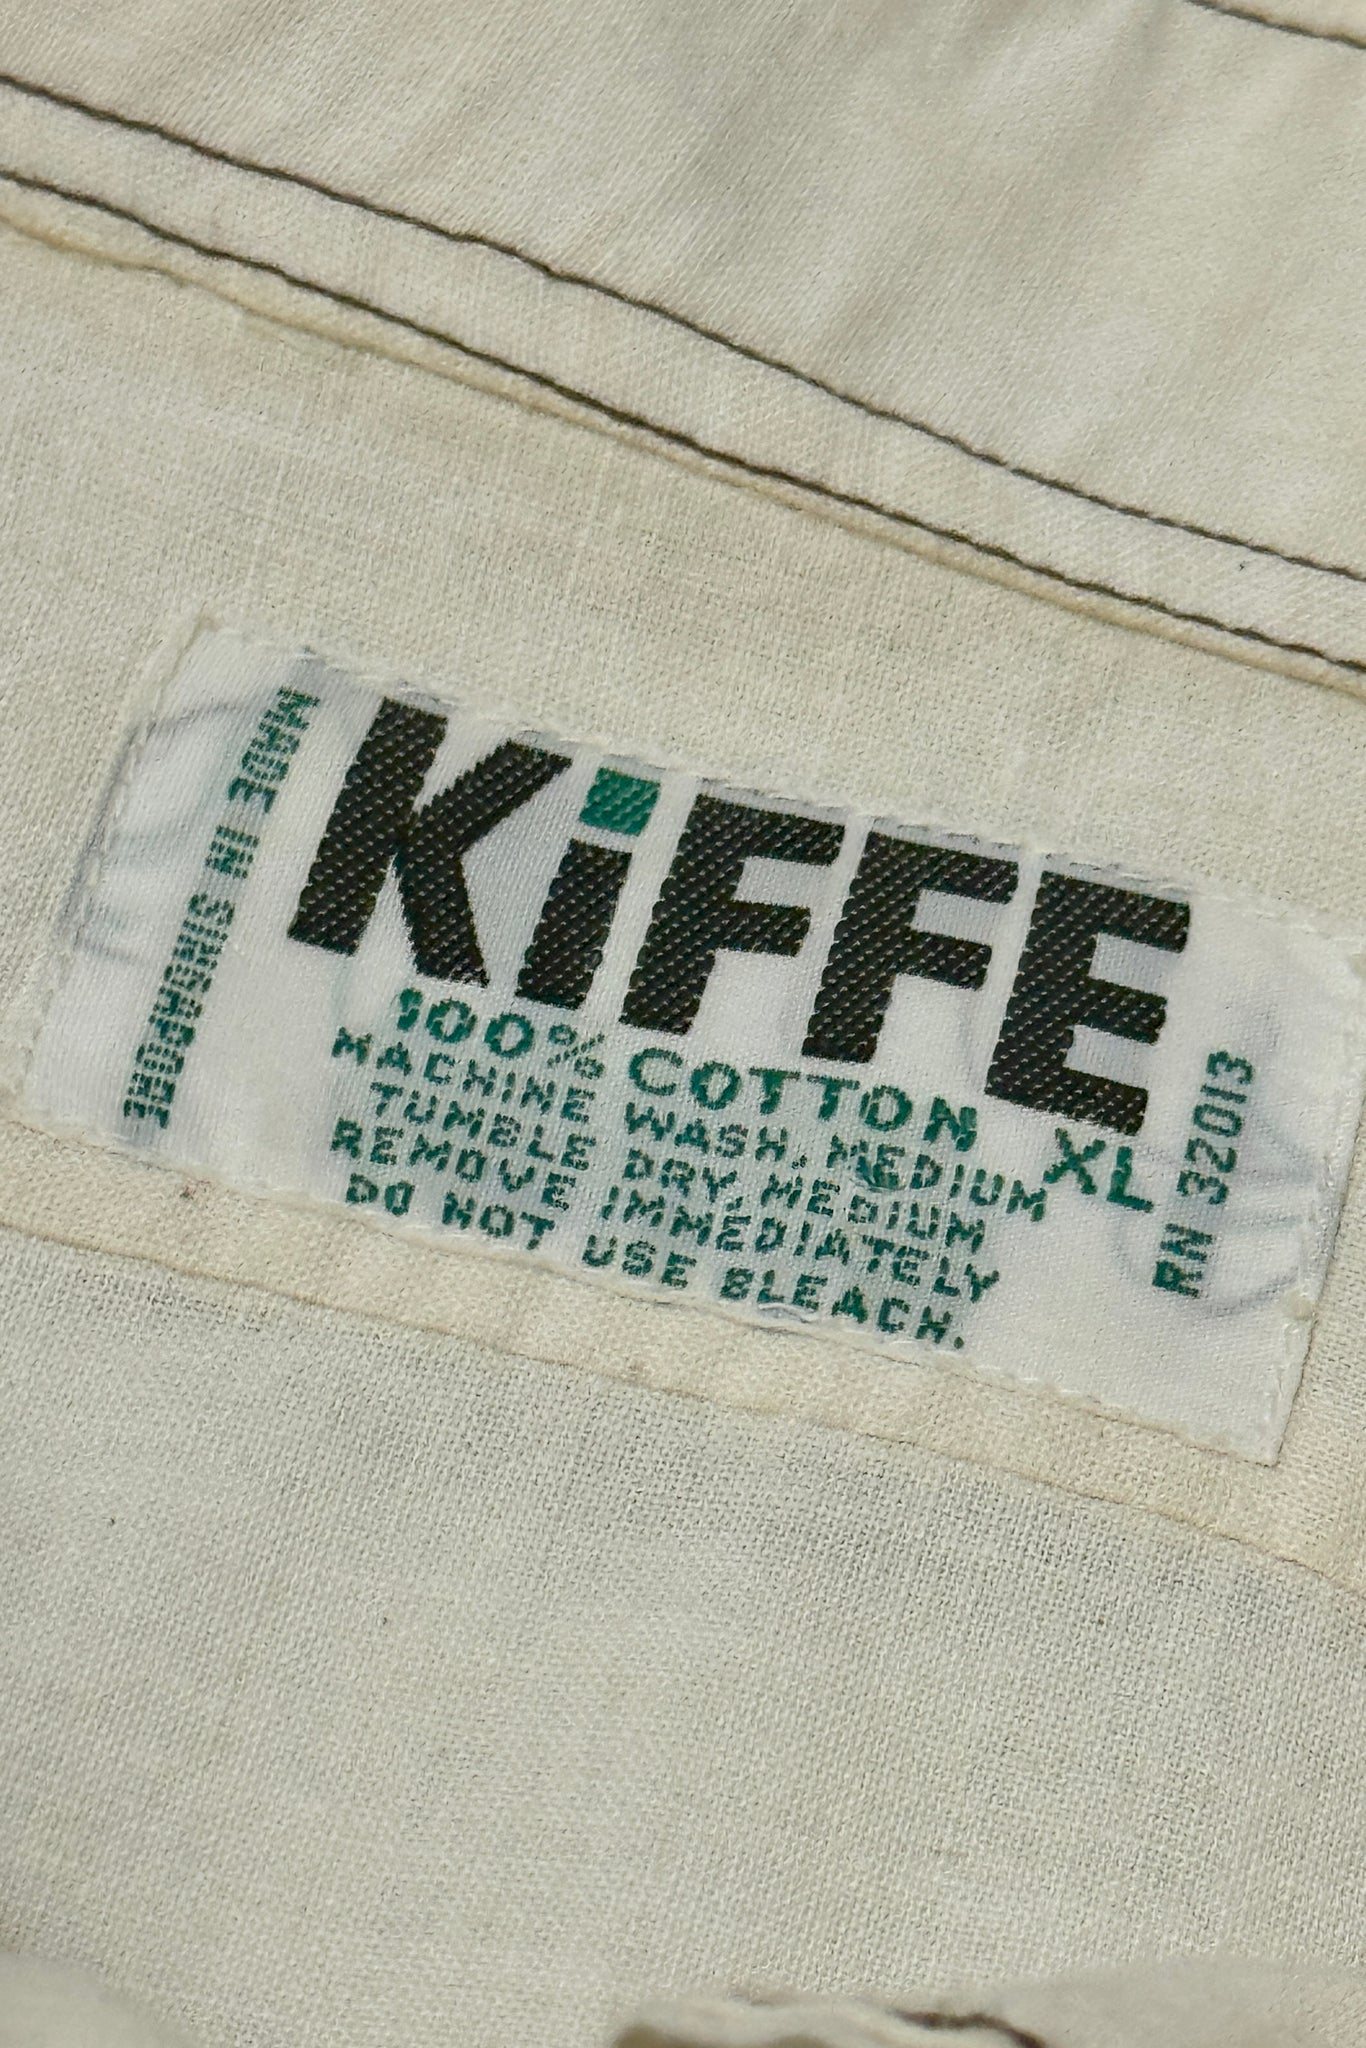 MADE IN SINGAPORE
KiFFE
100% COTTON
XL
MACHINE WASH, MEDIUM
TUMBLE DRY, MEDIUM
REMOVE IMMEDIATELY
DO NOT USE BLEACH.
RN 32013